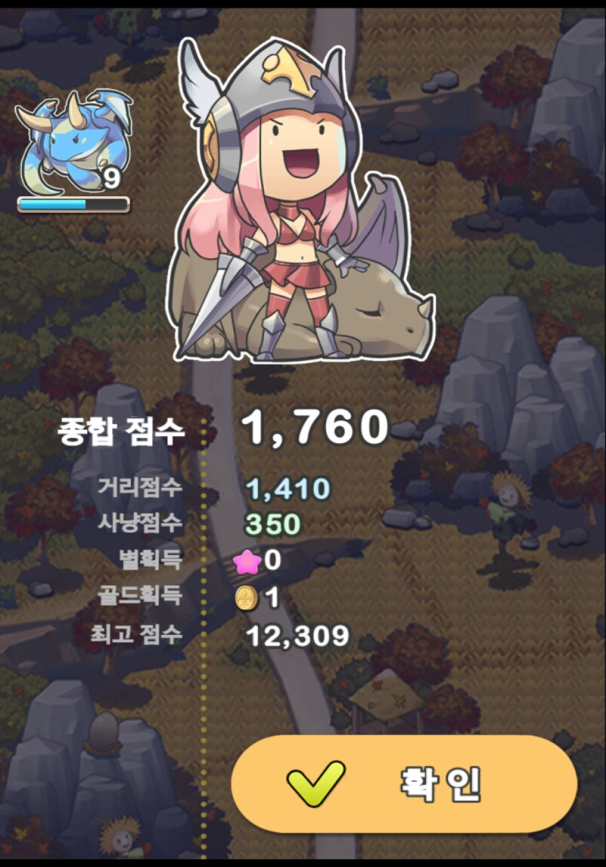 9
종합 점수 1,760
거리점수 1,410
사냥점수 350
별획득 0
골드획득 1
최고 점수 12,309
확인